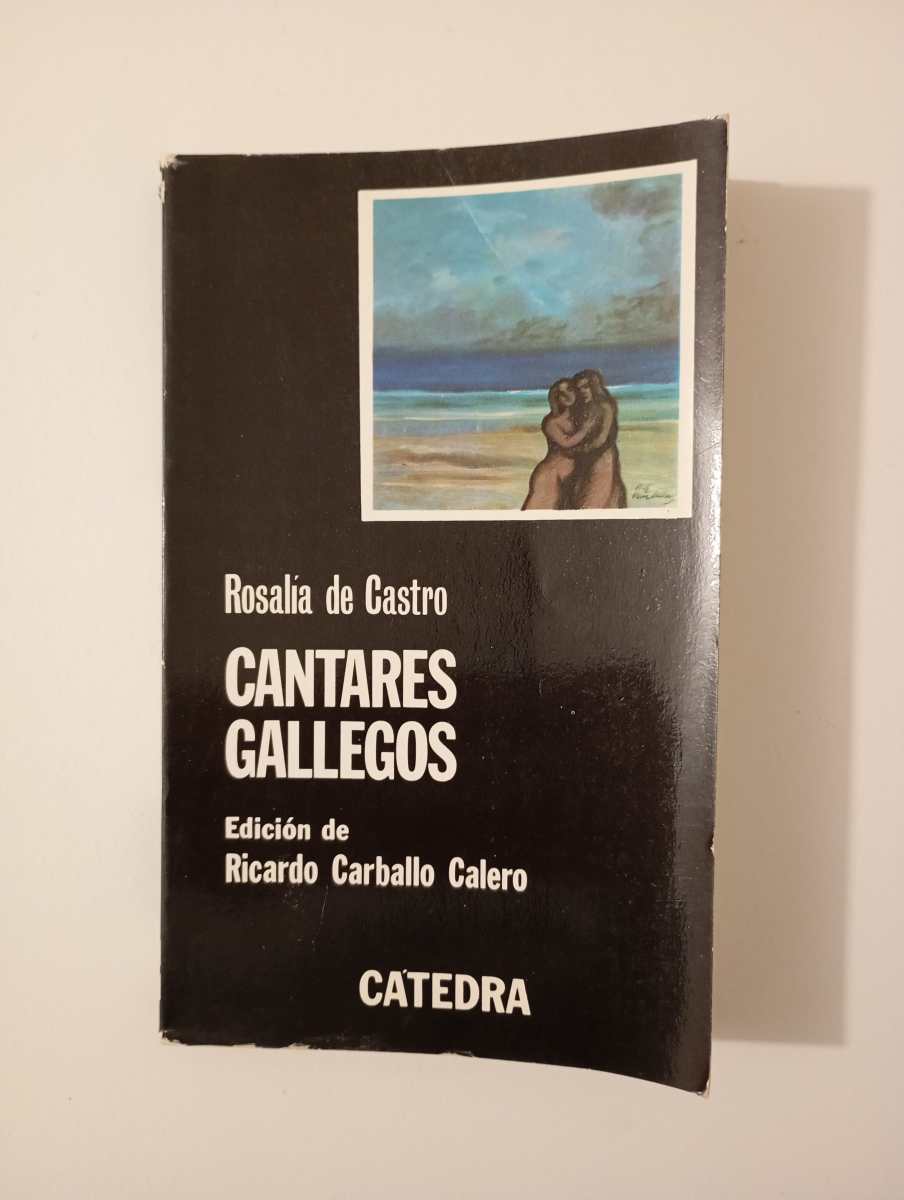 Rosalía de Castro
CANTARES
GALLEGOS
Edición de
Ricardo Carballo Calero
CÁTEDRA